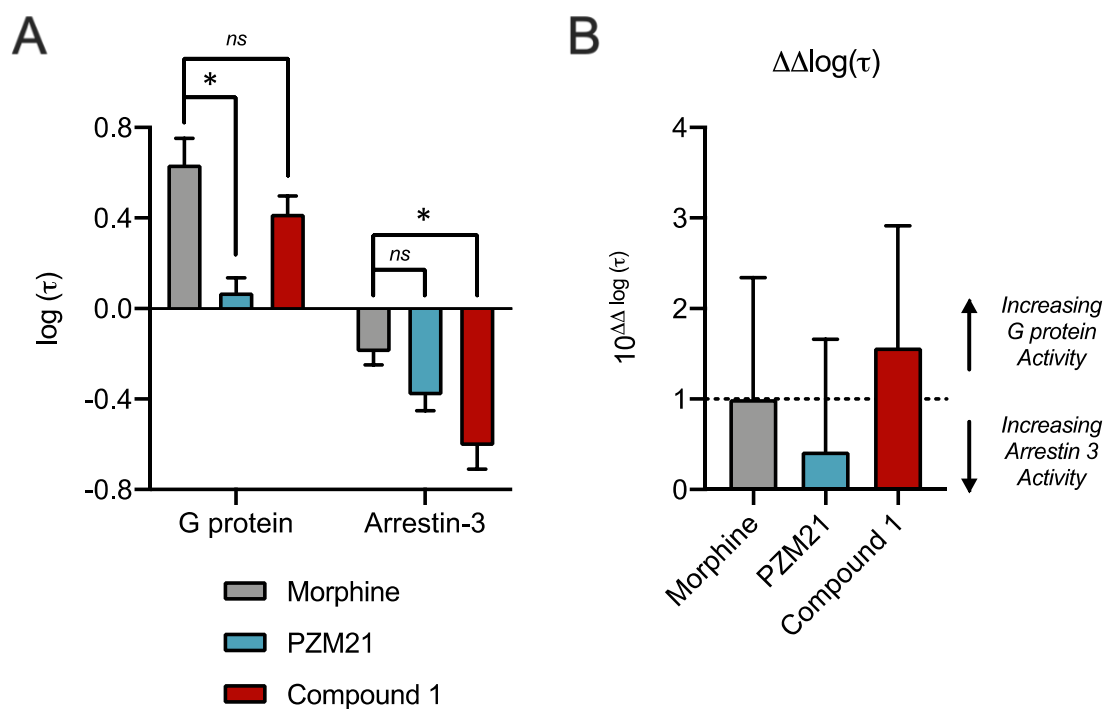 A
ns
*
*
ns
0.8
0.4
0.0
-0.4
-0.8
log (τ)
G protein
Arrestin-3
Morphine
PZM21
Compound 1
B
ΔΔlog(τ)
4
3
2
1
0
10^ΔΔ log (τ)
Increasing
G protein
Activity
Increasing
Arrestin 3
Activity
Morphine
PZM21
Compound 1